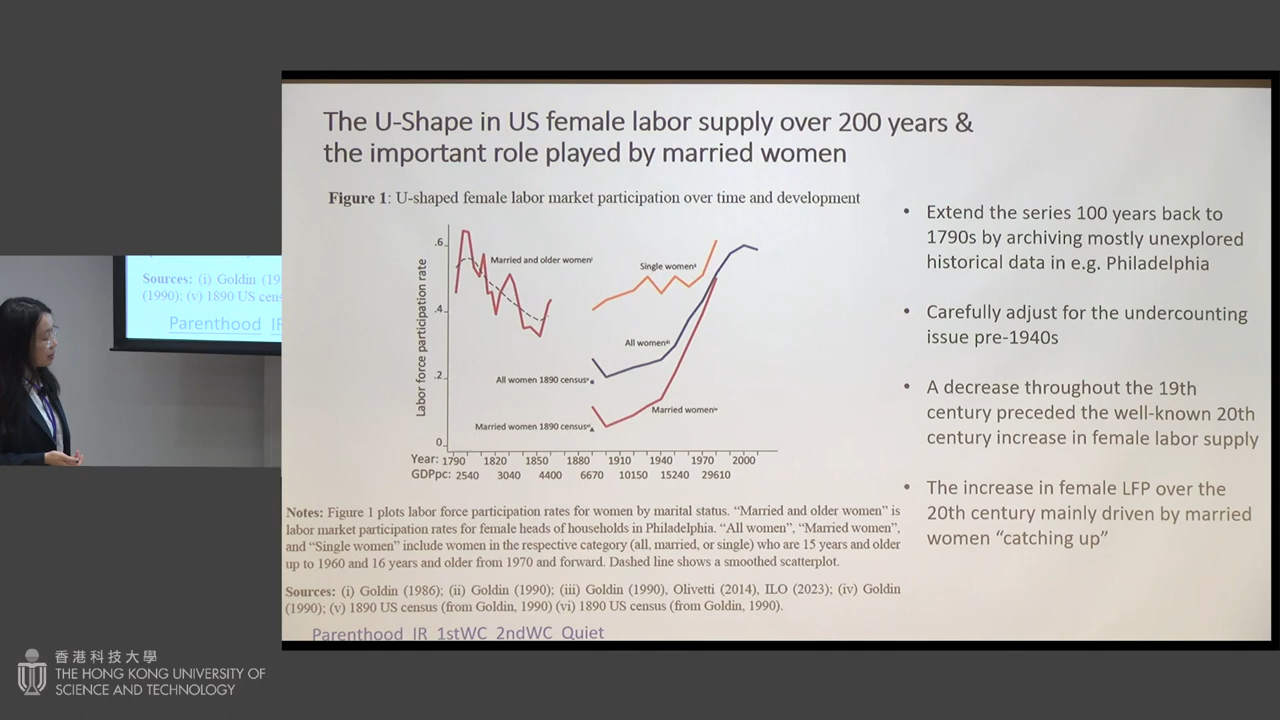 The U-Shape in US female labor supply over 200 years &
the important role played by married women
Figure 1: U-shaped female labor market participation over time and development
Labor force participation rate
.6
.4
.2
0
Married and older womenⁱ
Single womenⁱⁱ
All womenⁱⁱⁱ
All women 1890 censusᵛ
Married womenⁱᵛ
Married women 1890 censusᵛⁱ
Year: 1790 1820 1850 1880 1910 1940 1970 2000
GDPpc: 2540 3040 4400 6670 10150 15240 29610
Notes: Figure 1 plots labor force participation rates for women by marital status. “Married and older women” is
labor market participation rates for female heads of households in Philadelphia. “All women”, “Married women”,
and “Single women” include women in the respective category (all, married, or single) who are 15 years and older
up to 1960 and 16 years and older from 1970 and forward. Dashed line shows a smoothed scatterplot.
Sources: (i) Goldin (1986); (ii) Goldin (1990); (iii) Goldin (1990), Olivetti (2014), ILO (2023); (iv) Goldin
(1990); (v) 1890 US census (from Goldin, 1990) (vi) 1890 US census (from Goldin, 1990).
Parenthood IR 1stWC 2ndWC Quiet
• Extend the series 100 years back to
1790s by archiving mostly unexplored
historical data in e.g. Philadelphia
• Carefully adjust for the undercounting
issue pre-1940s
• A decrease throughout the 19th
century preceded the well-known 20th
century increase in female labor supply
• The increase in female LFP over the
20th century mainly driven by married
women “catching up”
Sources: (i) Goldin (19
(1990); (v) 1890 US cen
Parenthood IR
香港科技大學
THE HONG KONG UNIVERSITY OF
SCIENCE AND TECHNOLOGY